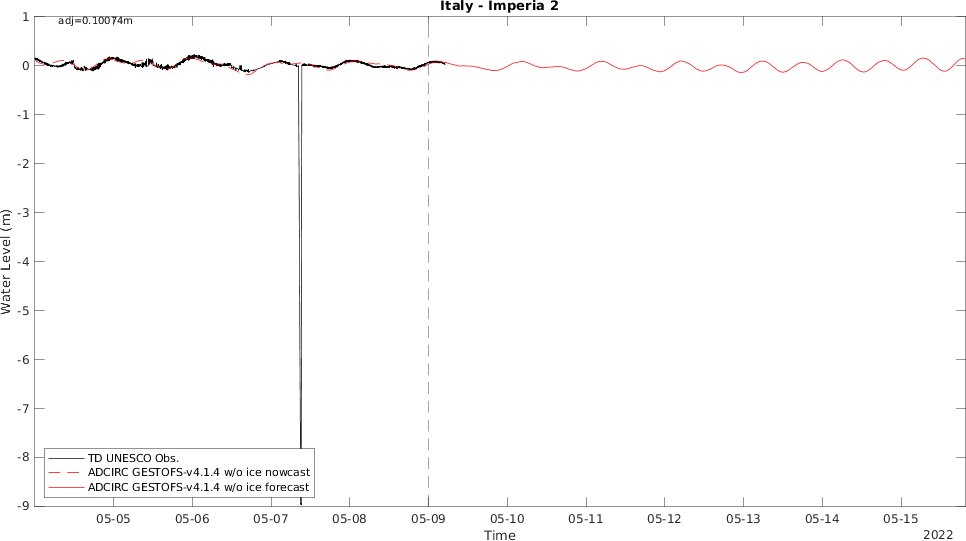 Italy - Imperia 2
adj=0.10074m
1
0
-1
-2
-3
-4
-5
-6
-7
-8
-9
Water Level (m)
TD UNESCO Obs.
ADCIRC GESTOFS-v4.1.4 w/o ice nowcast
ADCIRC GESTOFS-v4.1.4 w/o ice forecast
05-05 05-06 05-07 05-08 05-09 05-10 05-11 05-12 05-13 05-14 05-15
Time
2022